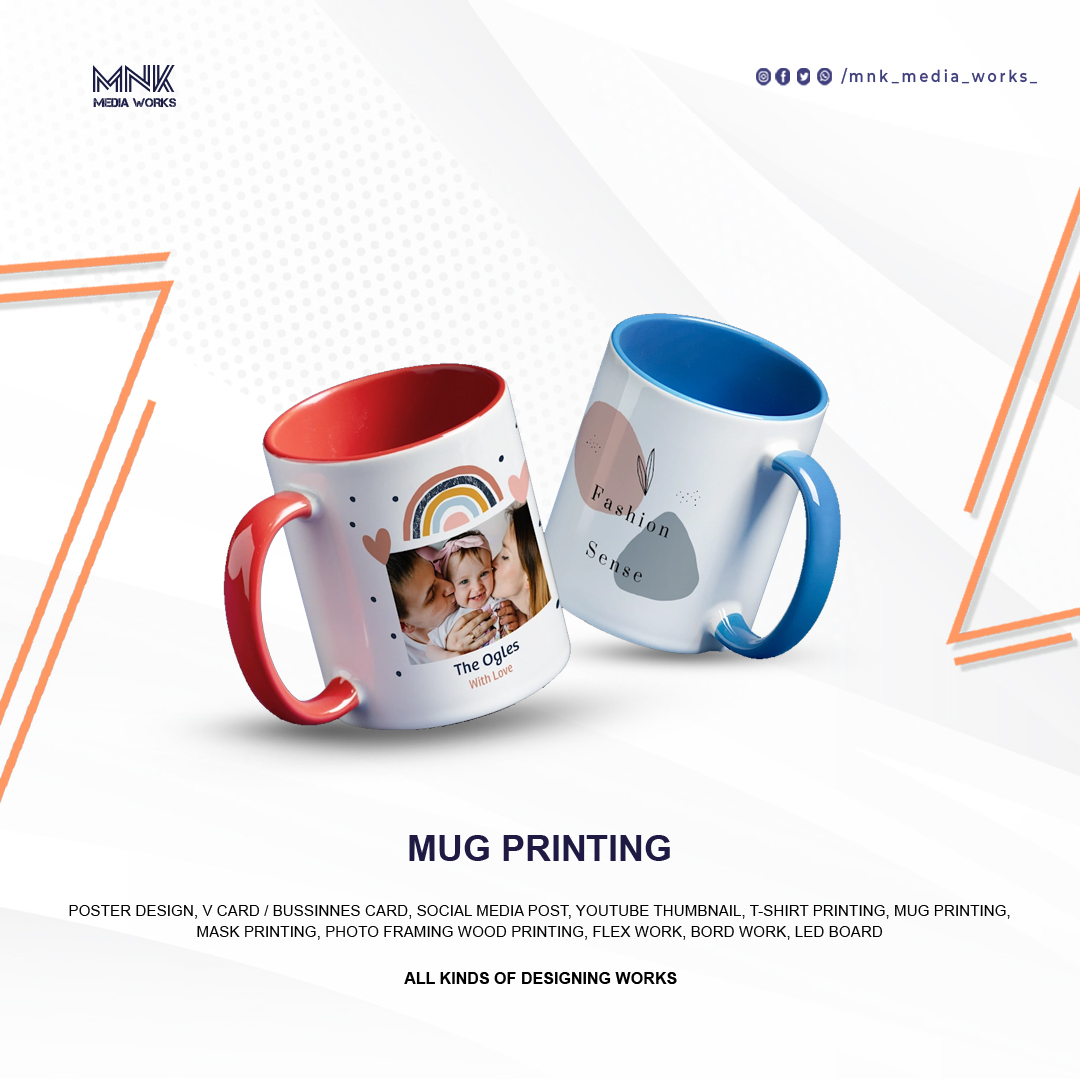 MNK
MEDIA WORKS
/mnk_media_works_
Fashion
Sense
The Ogles
With Love
MUG PRINTING
POSTER DESIGN, V CARD / BUSSINNES CARD, SOCIAL MEDIA POST, YOUTUBE THUMBNAIL, T-SHIRT PRINTING, MUG PRINTING,
MASK PRINTING, PHOTO FRAMING WOOD PRINTING, FLEX WORK, BORD WORK, LED BOARD
ALL KINDS OF DESIGNING WORKS